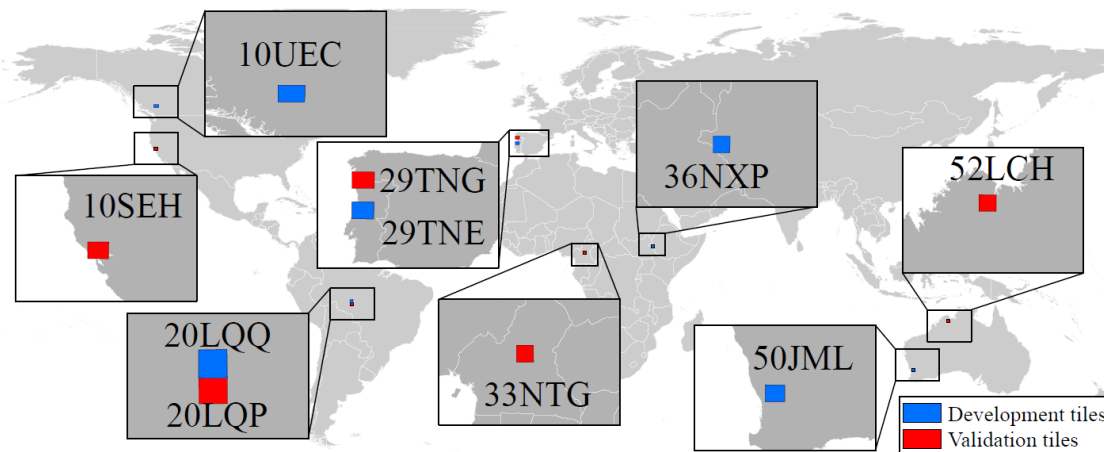 10UEC
10SEH
29TNG
29TNE
36NXP
52LCH
20LQQ
20LQP
33NTG
50JML
Development tiles
Validation tiles